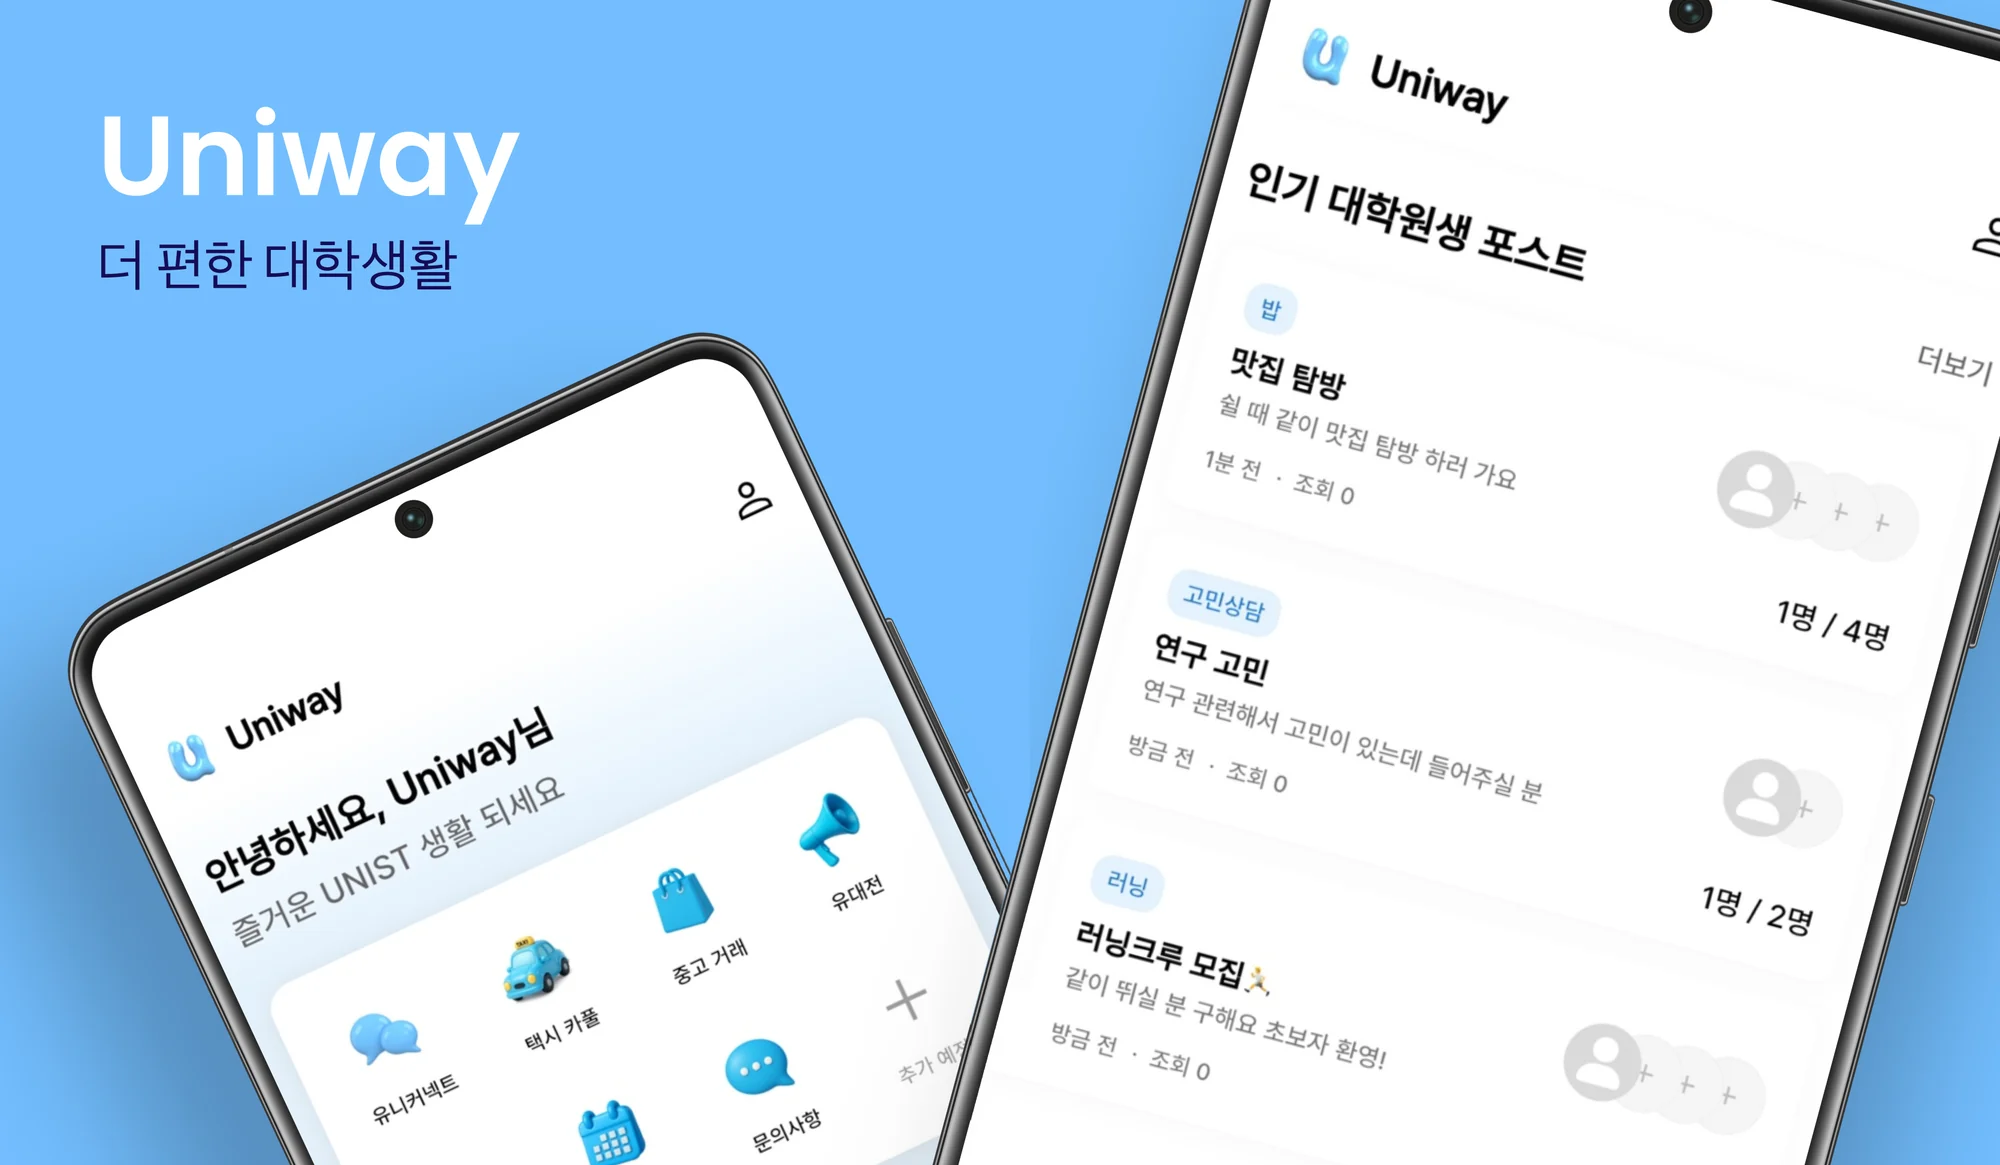 Uniway
더 편한 대학생활
Uniway
안녕하세요, Uniway님
즐거운 UNIST 생활 되세요
유니커넥트
택시 카풀
TAXI
중고 거래
유대전
문의사항
추가 예정
Uniway
인기 대학원생 포스트
더보기
밥
맛집 탐방
쉴 때 같이 맛집 탐방 하러 가요
1분 전 · 조회 0
1명 / 4명
고민상담
연구 고민
연구 관련해서 고민이 있는데 들어주실 분
방금 전 · 조회 0
1명 / 2명
러닝
러닝크루 모집🏃
같이 뛰실 분 구해요 초보자 환영!
방금 전 · 조회 0